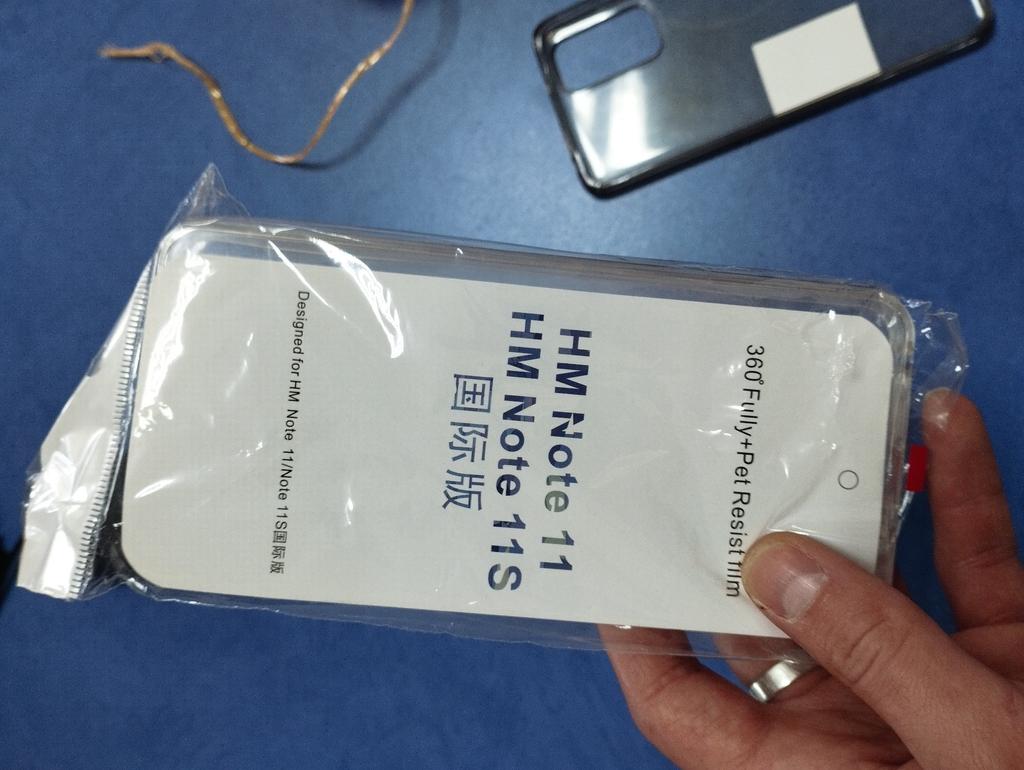 360°Fully+Pet Resist film
HM Note 11
HM Note 11S
国际版
Designed for HM Note 11/Note 11S国际版